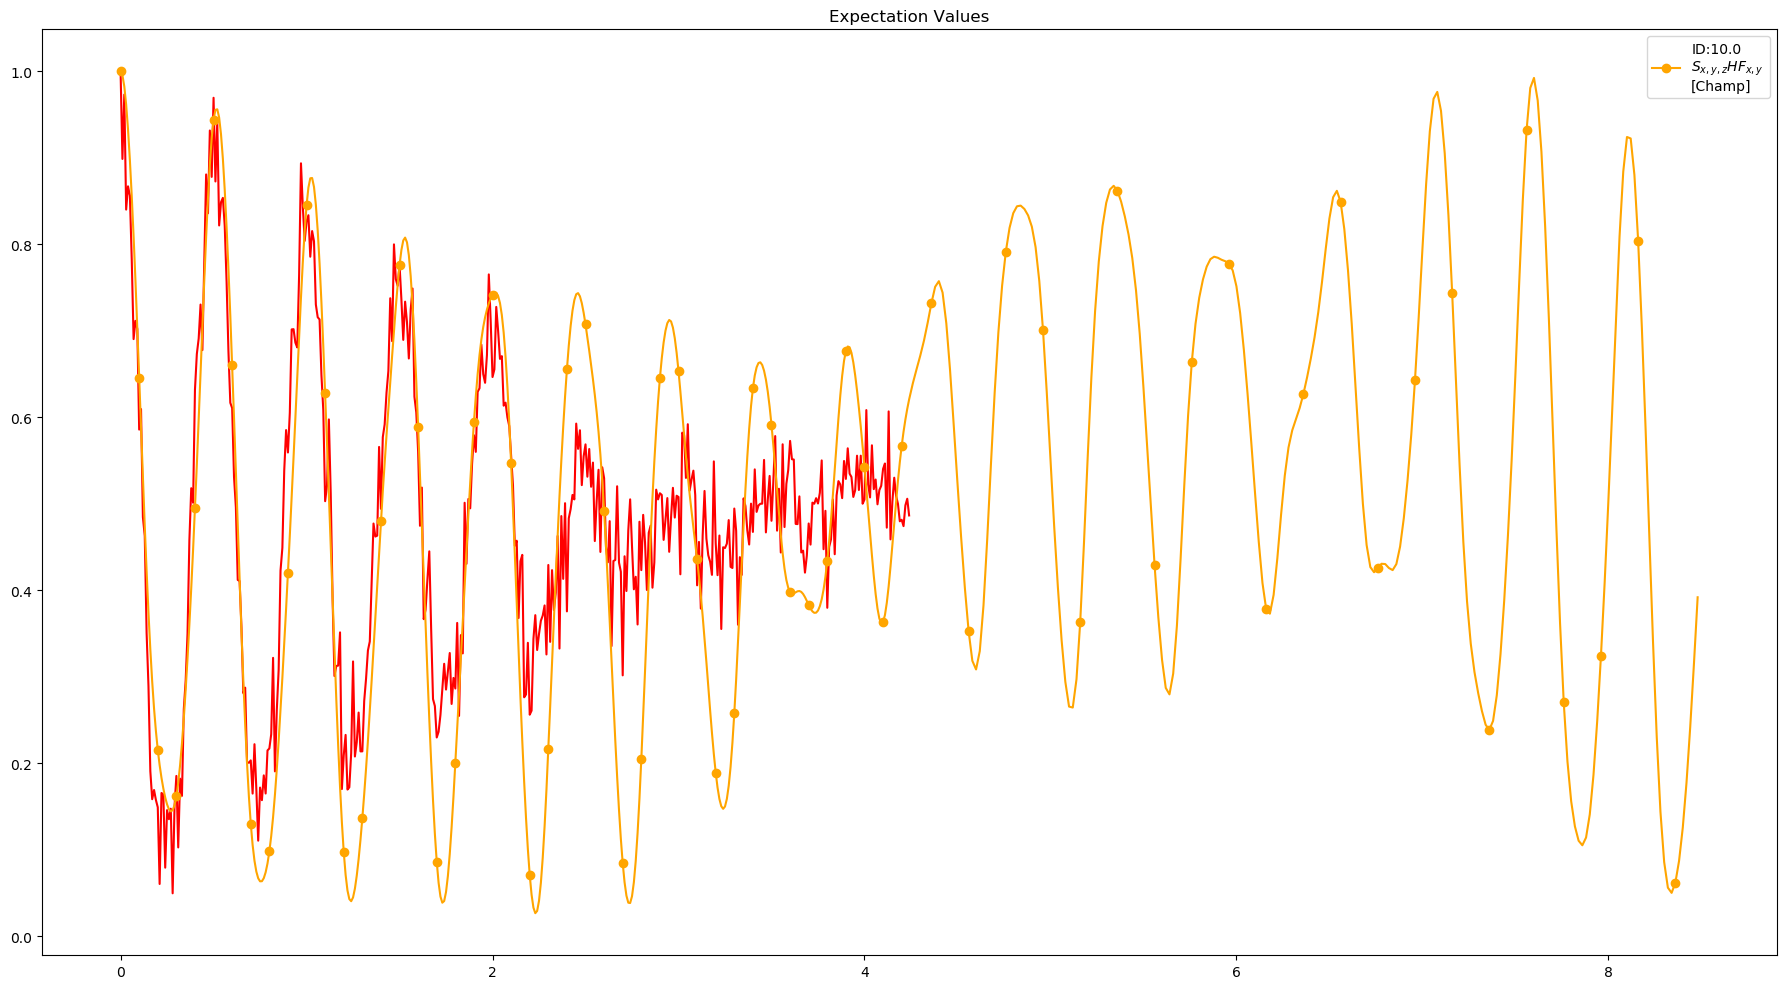 Expectation Values
ID:10.0
$S_{x,y,z}HF_{x,y}$
[Champ]
1.0
0.8
0.6
0.4
0.2
0.0
0 2 4 6 8